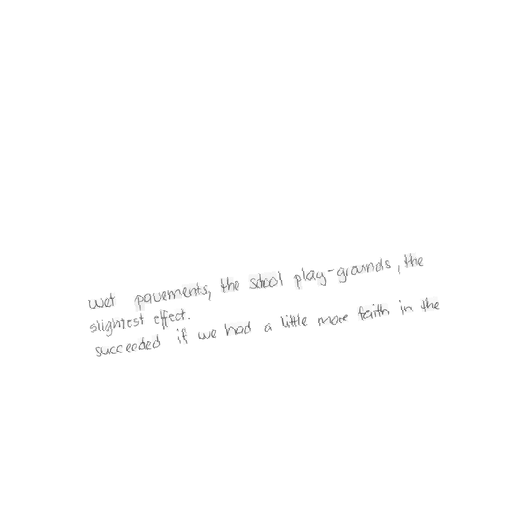 wet pavements, the school play-grounds, the
slightest effect.
succeeded if we had a little more faith in the